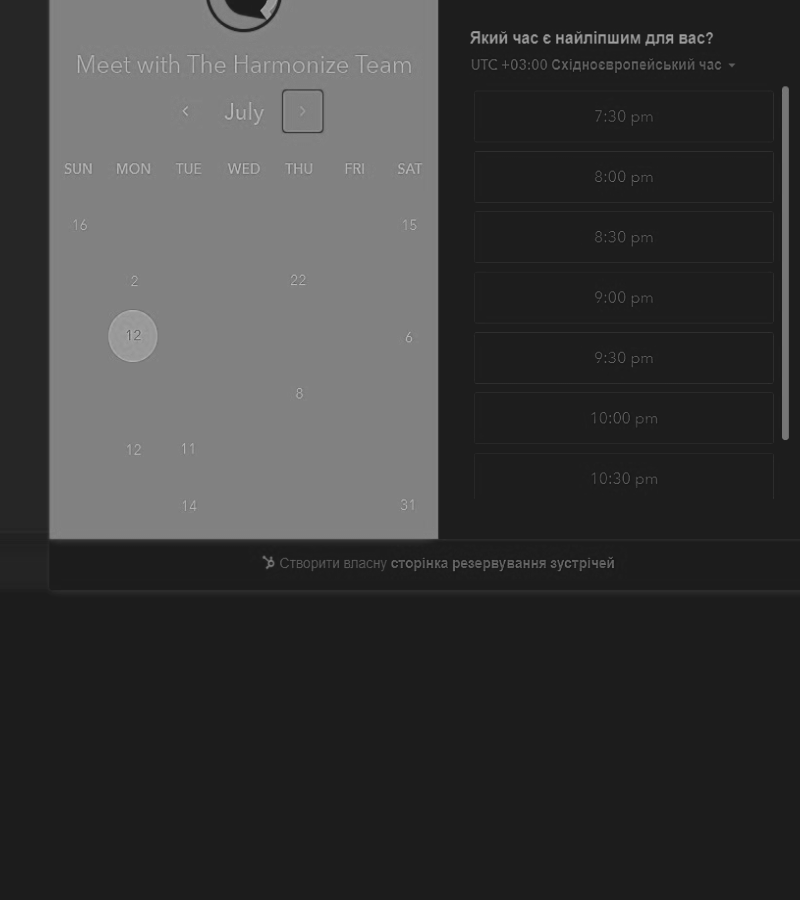 Meet with The Harmonize Team
July
SUN MON TUE WED THU FRI SAT
16 15
2 22
12 6
8
12 11
14 31
Який час є найліпшим для вас?
UTC +03:00 Східноєвропейський час
7:30 pm
8:00 pm
8:30 pm
9:00 pm
9:30 pm
10:00 pm
10:30 pm
Створити власну сторінка резервування зустрічей